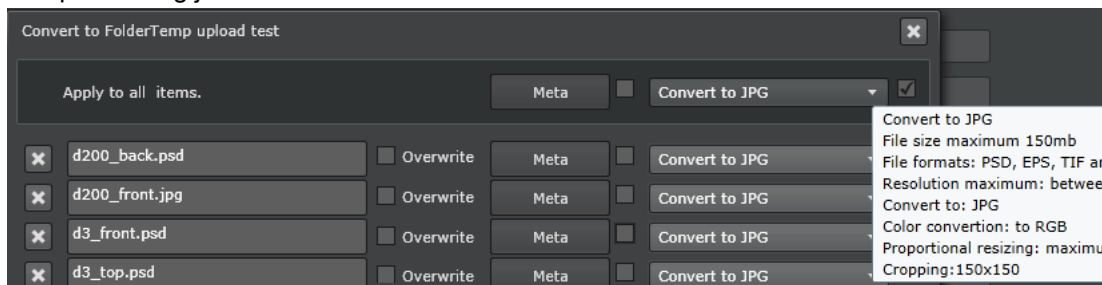 Convert to FolderTemp upload test
Apply to all items.
Meta
Convert to JPG
Convert to JPG
File size maximum 150mb
File formats: PSD, EPS, TIF
Resolution maximum:
Convert to: JPG
Color convertion: to RGB
Proportional resizing:
Cropping:150x150
d200_back.psd
Overwrite
Meta
Convert to JPG
d200_front.jpg
Overwrite
Meta
Convert to JPG
d3_front.psd
Overwrite
Meta
Convert to JPG
d3_top.psd
Overwrite
Meta
Convert to JPG